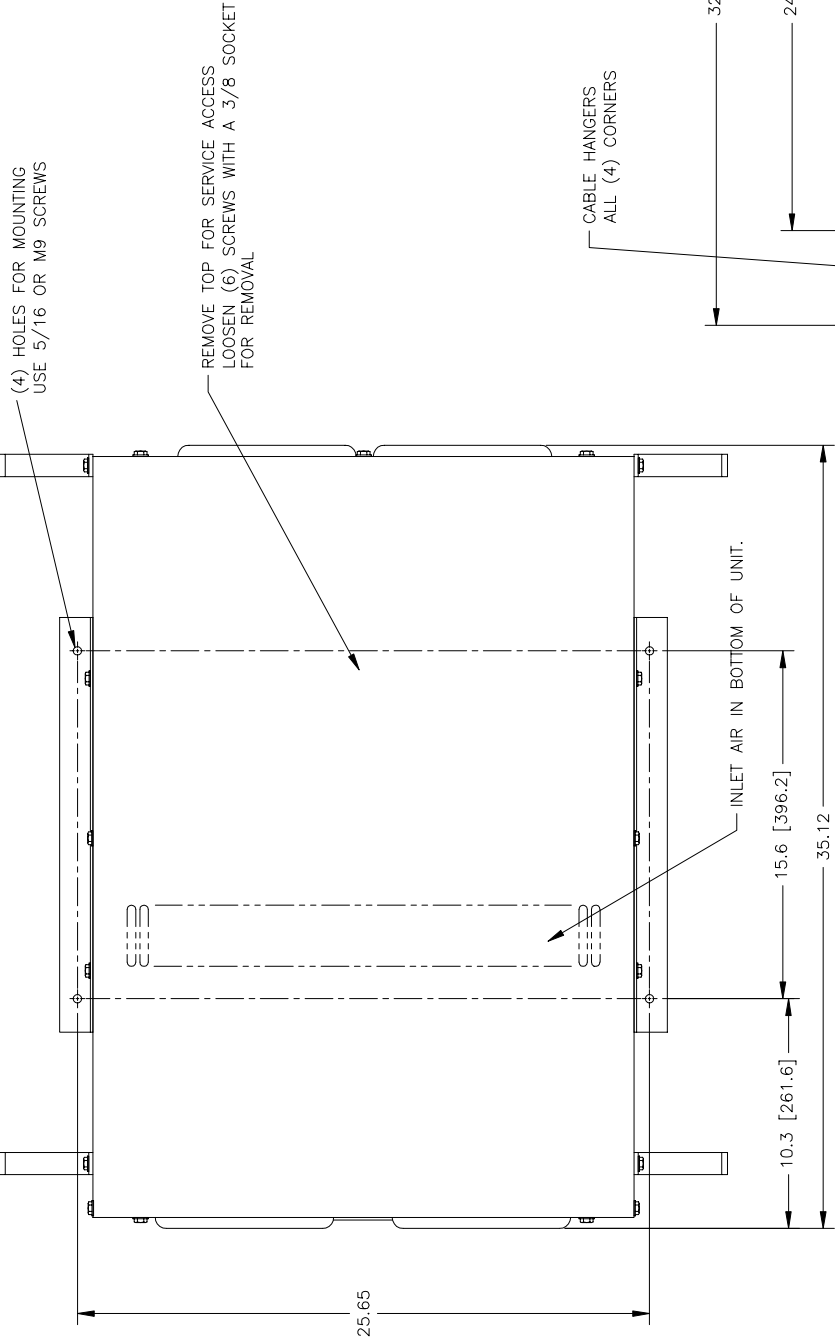 (4) HOLES FOR MOUNTING
USE 5/16 OR M9 SCREWS
REMOVE TOP FOR SERVICE ACCESS
LOOSEN (6) SCREWS WITH A 3/8 SOCKET
FOR REMOVAL
CABLE HANGERS
ALL (4) CORNERS
INLET AIR IN BOTTOM OF UNIT.
25.65
10.3 [261.6]
15.6 [396.2]
35.12
32
24